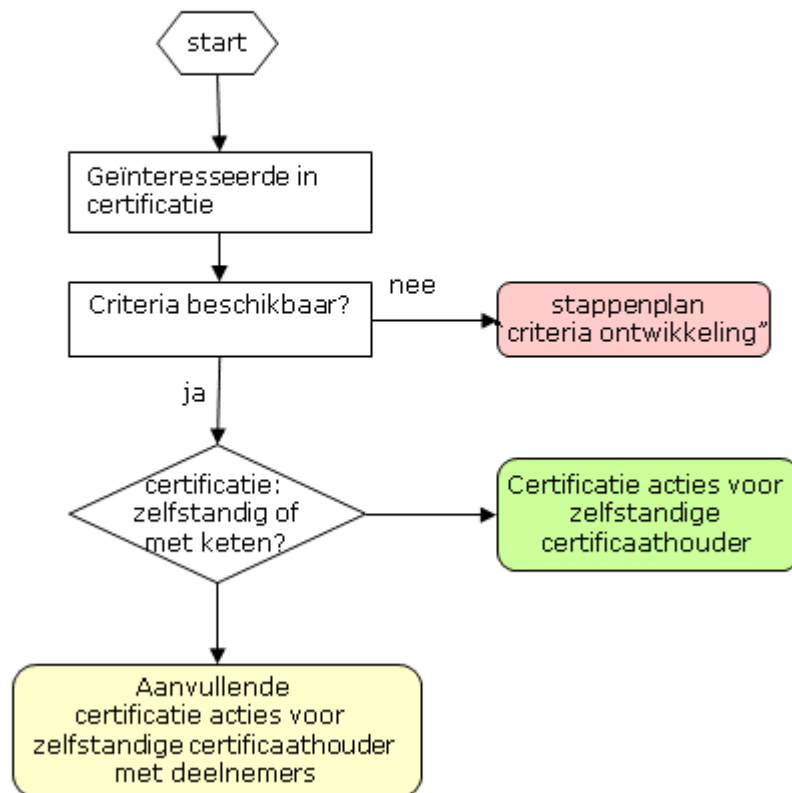 start
Geïnteresseerde in
certificatie
Criteria beschikbaar?
nee
stappenplan
“criteria ontwikkeling”
ja
certificatie:
zelfstandig of
met keten?
Certificatie acties voor
zelfstandige
certificaathouder
Aanvullende
certificatie acties voor
zelfstandige certificaathouder
met deelnemers